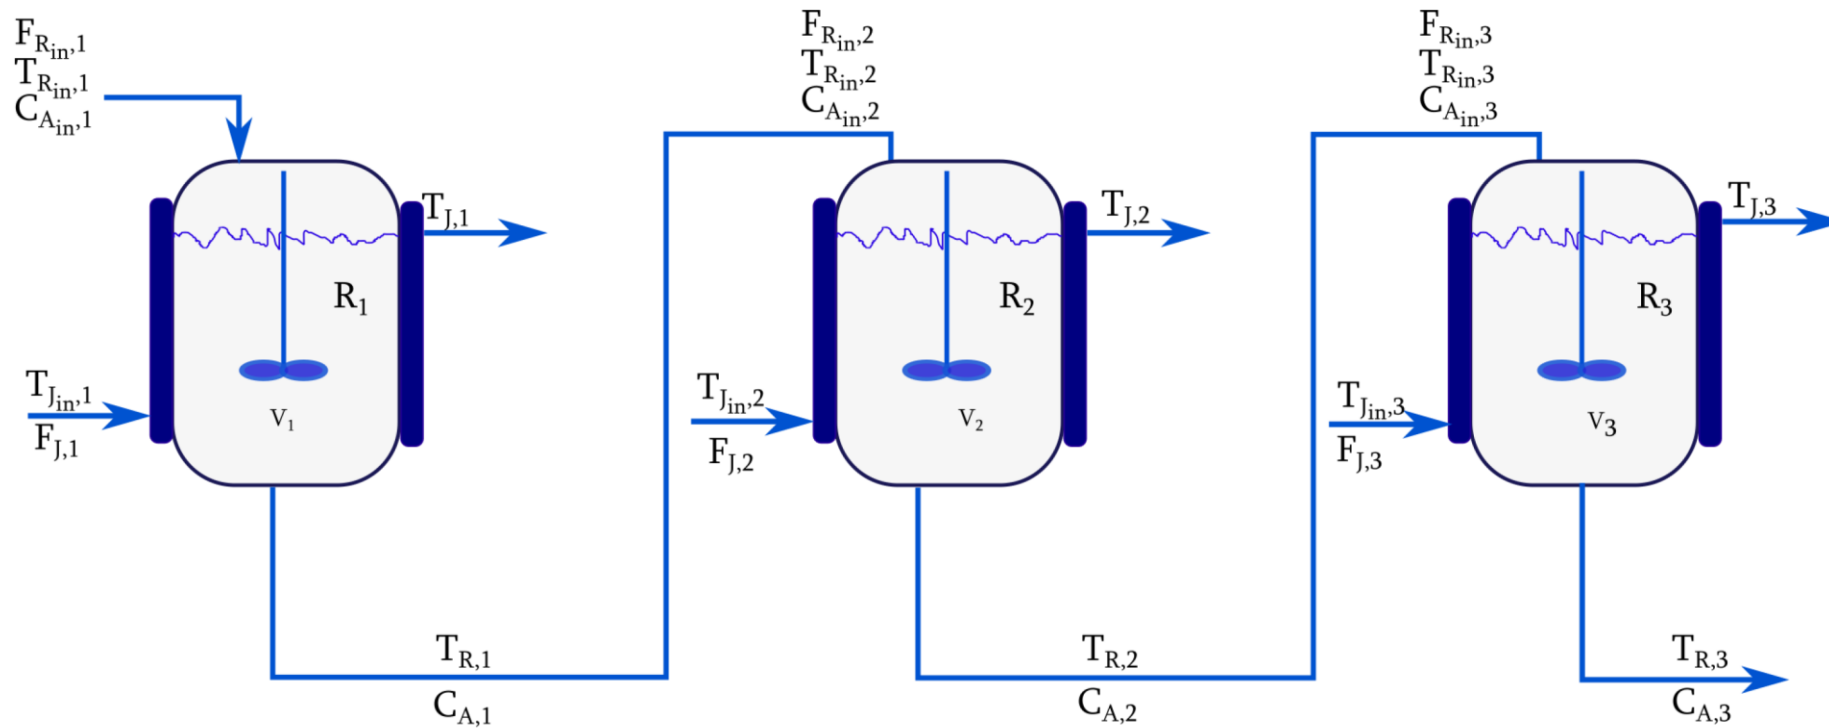 F_{R_{in},1}
T_{R_{in},1}
C_{A_{in},1}
F_{R_{in},2}
T_{R_{in},2}
C_{A_{in},2}
F_{R_{in},3}
T_{R_{in},3}
C_{A_{in},3}
T_{J,1}
T_{J,2}
T_{J,3}
R_1
R_2
R_3
T_{J_{in},1}
F_{J,1}
T_{J_{in},2}
F_{J,2}
T_{J_{in},3}
F_{J,3}
V_1
V_2
V_3
T_{R,1}
C_{A,1}
T_{R,2}
C_{A,2}
T_{R,3}
C_{A,3}